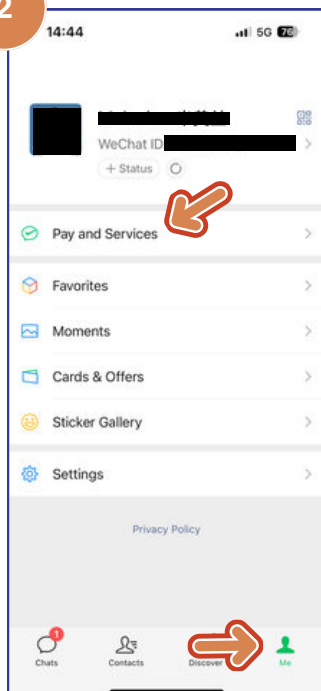 2
14:44
5G 76
WeChat ID
+ Status
Pay and Services
Favorites
Moments
Cards & Offers
Sticker Gallery
Settings
Privacy Policy
1
Chats
Contacts
Discover
Me